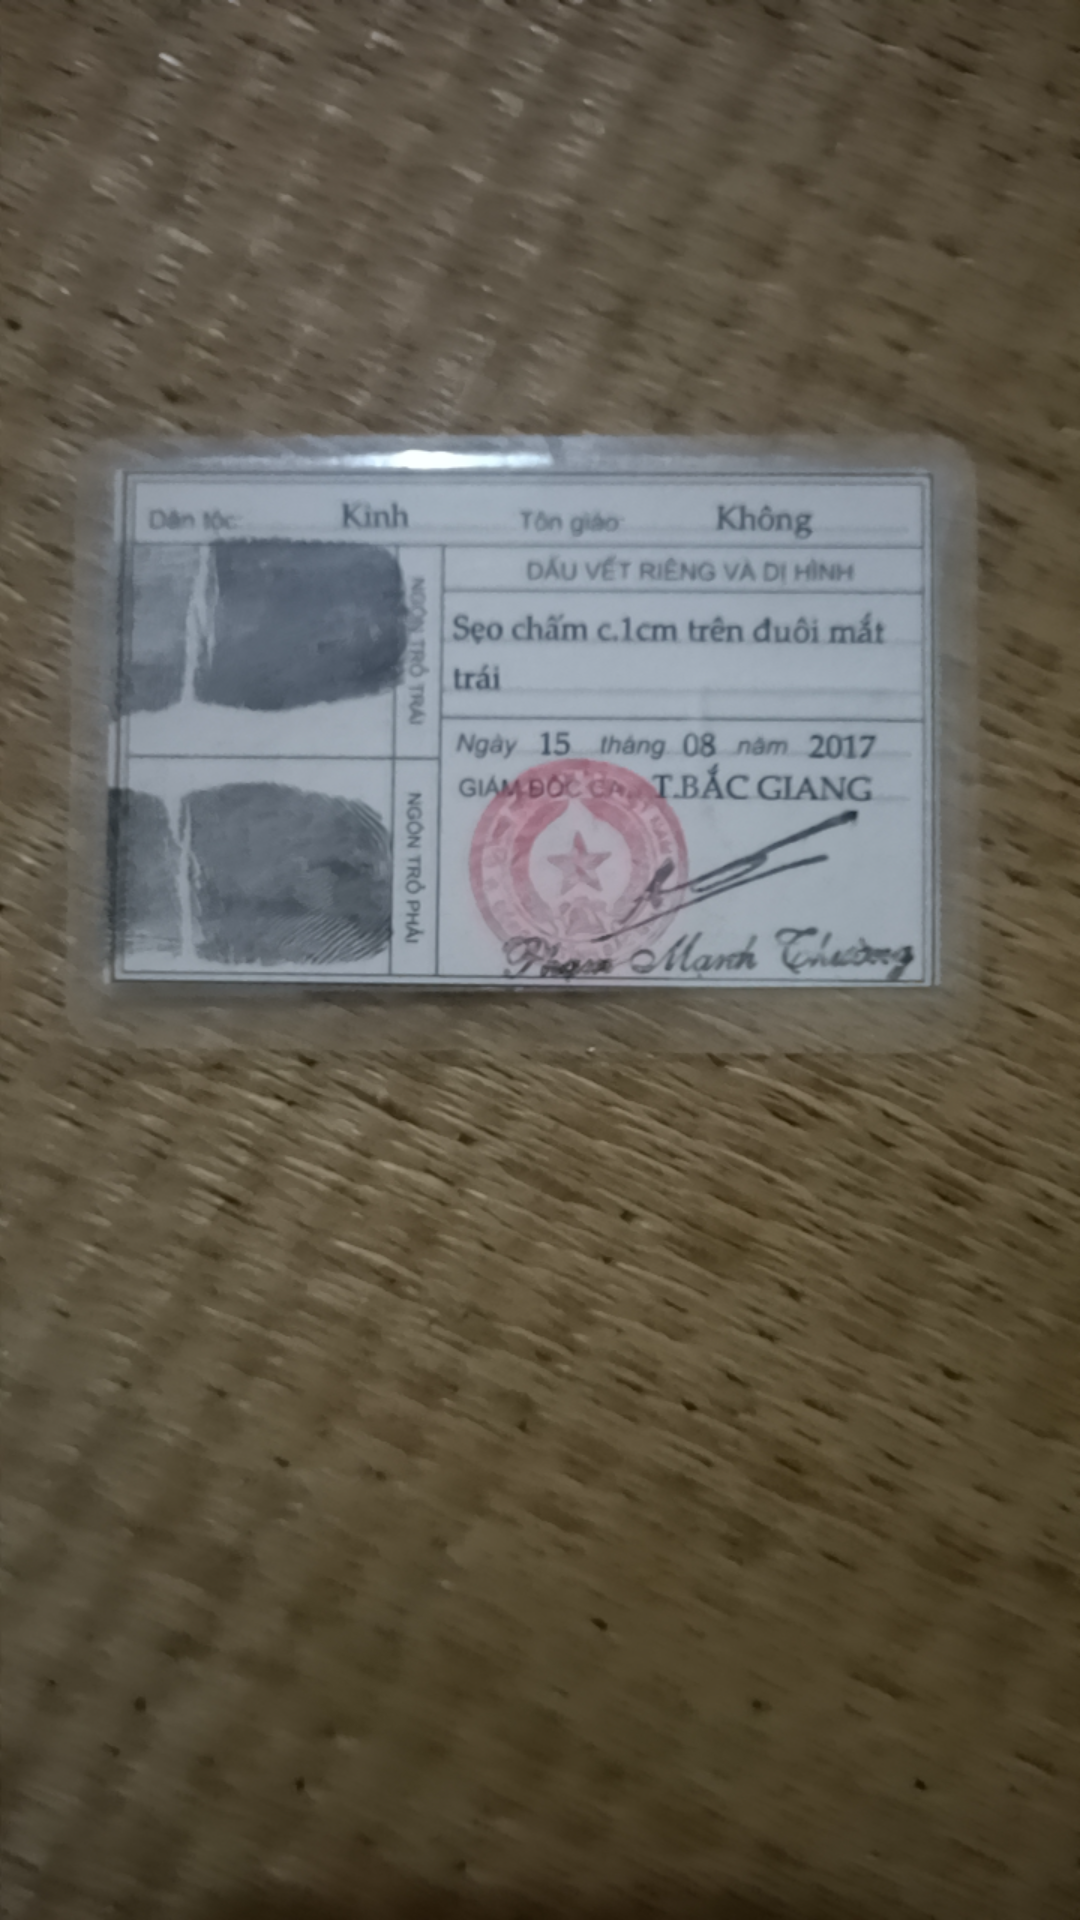 Dân tộc: Kinh Tôn giáo: Không
DẤU VẾT RIÊNG VÀ DỊ HÌNH
NGÓN TRỎ TRÁI
Sẹo chấm c.1cm trên đuôi mắt
trái
Ngày 15 tháng 08 năm 2017
GIÁM ĐỐC CA T.BẮC GIANG
NGÓN TRỎ PHẢI
Phạm Mạnh Thường